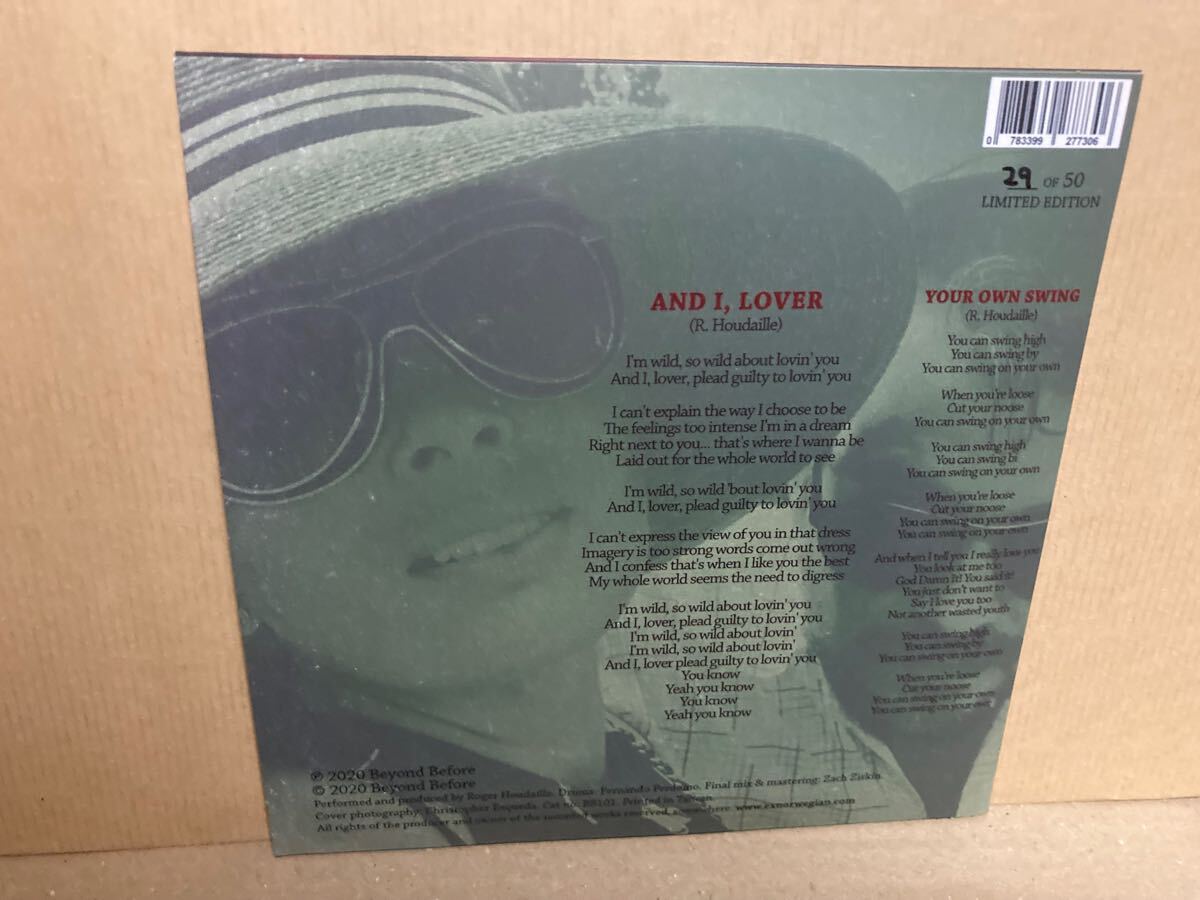 0 783399 277306
29 OF 50
LIMITED EDITION
AND I, LOVER
(R. Houdaille)
I'm wild, so wild about lovin' you
And I, lover, plead guilty to lovin' you
I can't explain the way I choose to be
The feelings too intense I'm in a dream
Right next to you... that's where I wanna be
Laid out for the whole world to see
I'm wild, so wild 'bout lovin' you
And I, lover, plead guilty to lovin' you
I can't express the view of you in that dress
Imagery is too strong words come out wrong
And I confess that's when I like you the best
My whole world seems the need to digress
I'm wild, so wild about lovin' you
And I, lover, plead guilty to lovin' you
I'm wild, so wild about lovin'
I'm wild, so wild about lovin'
And I, lover plead guilty to lovin' you
You know
Yeah you know
You know
Yeah you know
YOUR OWN SWING
(R. Houdaille)
You can swing high
You can swing by
You can swing on your own
When you're loose
Cut your noose
You can swing on your own
You can swing high
You can swing bi
You can swing on your own
When you're loose
Cut your noose
You can swing on your own
You can swing on your own
And when I tell you I really love you
You look at me too
God Damn It! You said it!
You just don't want to
Say I love you too
Not another wasted youth
You can swing high
You can swing by
You can swing on your own
When you're loose
Cut your noose
You can swing on your own
You can swing on your own
℗ 2020 Beyond Before
© 2020 Beyond Before
Performed and produced by Roger Houdaille. Drums: Fernando Perdomo. Final mix & mastering: Zach Ziskin.
Cover photography: Christopher Esqueda. Cat no. BB102. Printed in Taiwan.
All rights of the producer and owner of the recorded works reserved, anywhere. www.exnorwegian.com